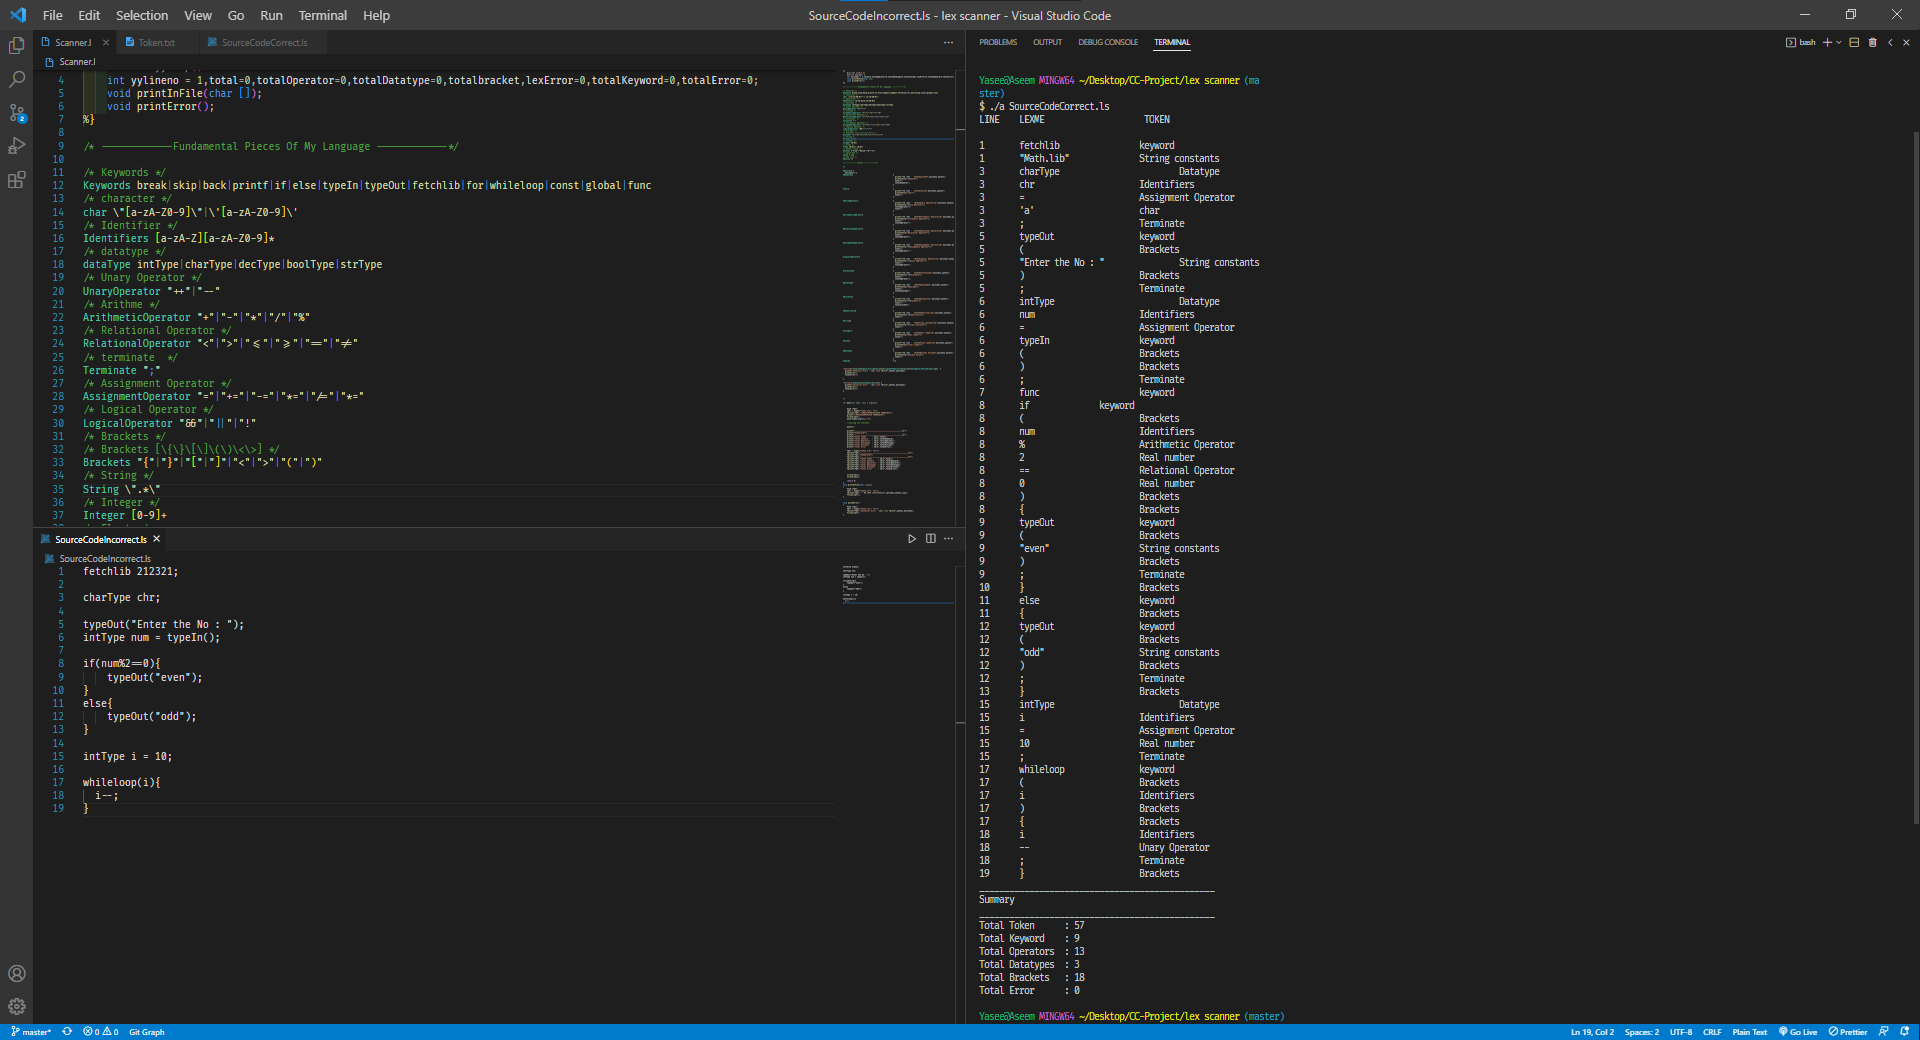 File Edit Selection View Go Run Terminal Help
SourceCodeIncorrect.ls - lex scanner - Visual Studio Code
Scanner.l
Token.txt
SourceCodeCorrect.ls
Scanner.l
4 int yylineno = 1,total=0,totalOperator=0,totalDatatype=0,totalbracket,lexError=0,totalKeyword=0,totalError=0;
5 void printInFile(char []);
6 void printError();
7 %}
8
9 /* ------------Fundamental Pieces Of My Language ------------*/
10
11 /* Keywords */
12 Keywords break|skip|back|printf|if|else|typeIn|typeOut|fetchlib|for|whileloop|const|global|func
13 /* character */
14 char \"[a-zA-Z0-9]\"|\'[a-zA-Z0-9]\'
15 /* Identifier */
16 Identifiers [a-zA-Z][a-zA-Z0-9]*
17 /* datatype */
18 dataType intType|charType|decType|boolType|strType
19 /* Unary Operator */
20 UnaryOperator "++"|"--"
21 /* Arithme */
22 ArithmeticOperator "+"|"-"|"*"|"/"|"%"
23 /* Relational Operator */
24 RelationalOperator "<"|">"|"<="|">="|"=="|"!="
25 /* terminate  */
26 Terminate ";"
27 /* Assignment Operator */
28 AssignmentOperator "="|"+="|"-="|"*="|"/="|"*="
29 /* Logical Operator */
30 LogicalOperator "&&"|"||"|"!"
31 /* Brackets */
32 /* Brackets [\{\}\[\]\(\)\<\>] */
33 Brackets "{"|"}"|"["|"]"|"<"|">"|"("|")"
34 /* String */
35 String \".*\"
36 /* Integer */
37 Integer [0-9]+
SourceCodeIncorrect.ls
SourceCodeIncorrect.ls
1 fetchlib 212321;
2
3 charType chr;
4
5 typeOut("Enter the No : ");
6 intType num = typeIn();
7
8 if(num%2==0){
9 typeOut("even");
10 }
11 else{
12 typeOut("odd");
13 }
14
15 intType i = 10;
16
17 whileloop(i){
18 i--;
19 }
PROBLEMS OUTPUT DEBUG CONSOLE TERMINAL
bash
Yasee@Aseem MINGW64 ~/Desktop/CC-Project/lex scanner (ma
ster)
$ ./a SourceCodeCorrect.ls
LINE LEXME TOKEN
1 fetchlib keyword
1 "Math.lib" String constants
3 charType Datatype
3 chr Identifiers
3 = Assignment Operator
3 'a' char
3 ; Terminate
5 typeOut keyword
5 ( Brackets
5 "Enter the No : " String constants
5 ) Brackets
5 ; Terminate
6 intType Datatype
6 num Identifiers
6 = Assignment Operator
6 typeIn keyword
6 ( Brackets
6 ) Brackets
6 ; Terminate
7 func keyword
8 if keyword
8 ( Brackets
8 num Identifiers
8 % Arithmetic Operator
8 2 Real number
8 == Relational Operator
8 0 Real number
8 ) Brackets
8 { Brackets
9 typeOut keyword
9 ( Brackets
9 "even" String constants
9 ) Brackets
9 ; Terminate
10 } Brackets
11 else keyword
11 { Brackets
12 typeOut keyword
12 ( Brackets
12 "odd" String constants
12 ) Brackets
12 ; Terminate
13 } Brackets
15 intType Datatype
15 i Identifiers
15 = Assignment Operator
15 10 Real number
15 ; Terminate
17 whileloop keyword
17 ( Brackets
17 i Identifiers
17 ) Brackets
17 { Brackets
18 i Identifiers
18 -- Unary Operator
18 ; Terminate
19 } Brackets
_______________________________________________
Summary
_______________________________________________
Total Token : 57
Total Keyword : 9
Total Operators : 13
Total Datatypes : 3
Total Brackets : 18
Total Error : 0
Yasee@Aseem MINGW64 ~/Desktop/CC-Project/lex scanner (master)
master* 0 0 Git Graph
Ln 19, Col 2 Spaces: 2 UTF-8 CRLF Plain Text Go Live Prettier